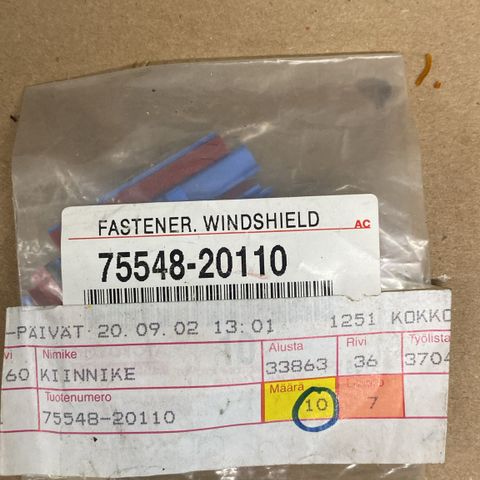 FASTENER. WINDSHIELD
AC
75548-20110
-PÄIVÄT 20.09.02 13:01 1251 KOKKO
vi Nimike Alusta Rivi Työlista
60 KIINNIKE 33863 36 3704
Tuotenumero Määrä
75548-20110 10 7